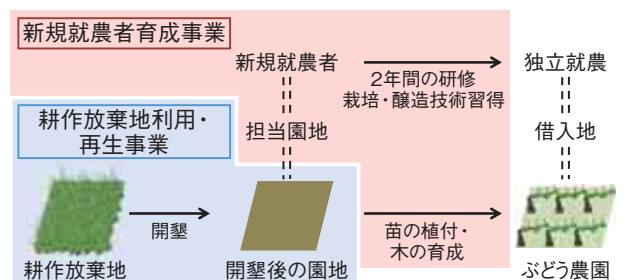 新規就農者育成事業
新規就農者
2年間の研修
栽培・醸造技術習得
独立就農
耕作放棄地利用・
再生事業
担当園地
借入地
開墾
苗の植付・
木の育成
耕作放棄地
開墾後の園地
ぶどう農園